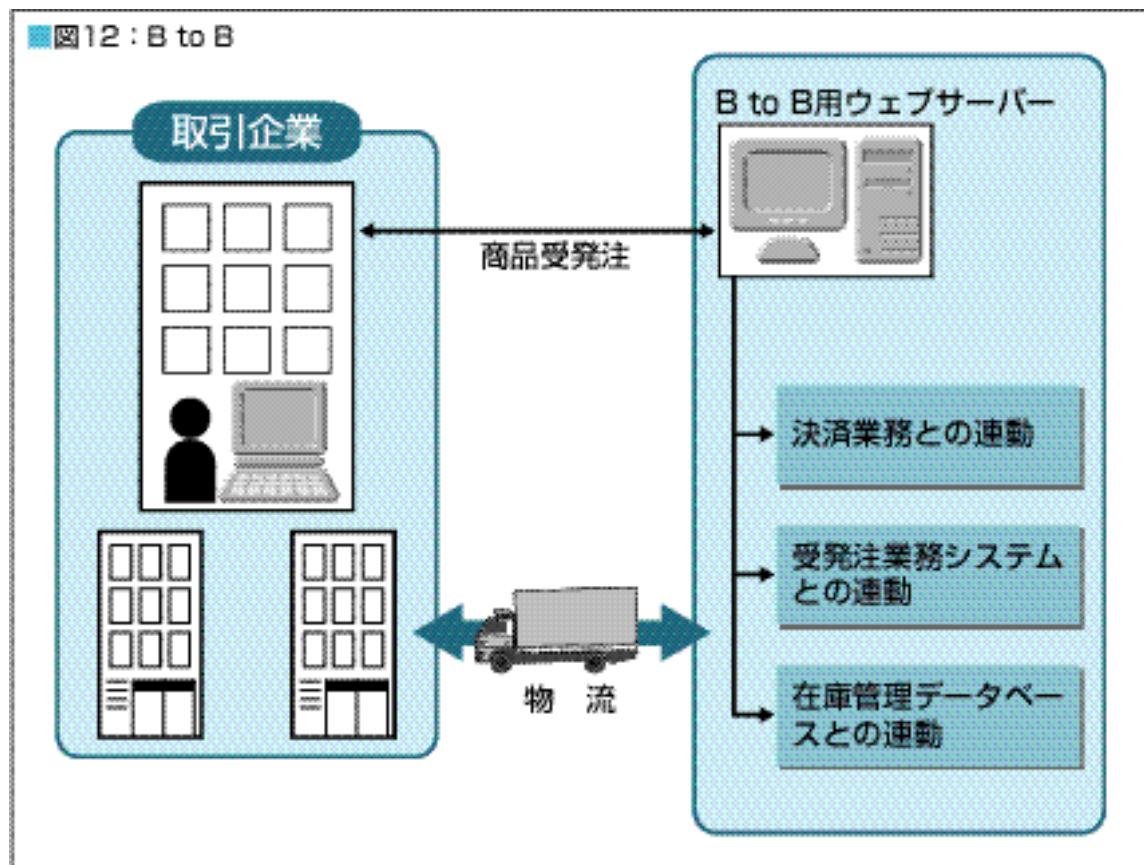 図12：B to B
取引企業
B to B用ウェブサーバー
商品受発注
決済業務との連動
受発注業務システム
との連動
在庫管理データベー
スとの連動
物　流